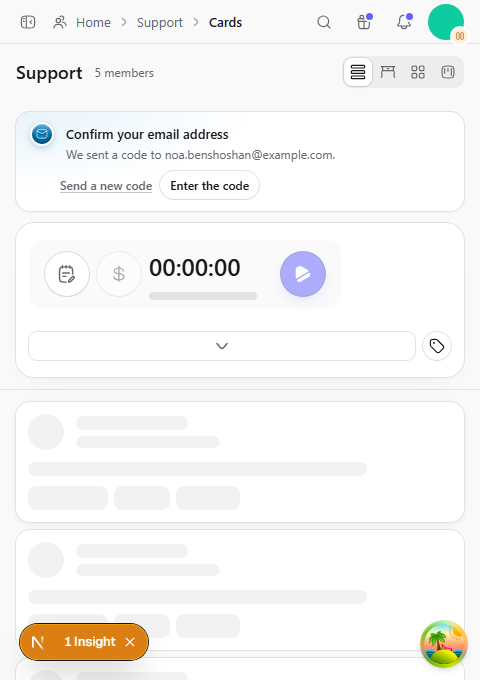 Home
Support
Cards
00
Support
5 members
Confirm your email address
We sent a code to noa.benshoshan@example.com.
Send a new code
Enter the code
$
00:00:00
N
1 Insight